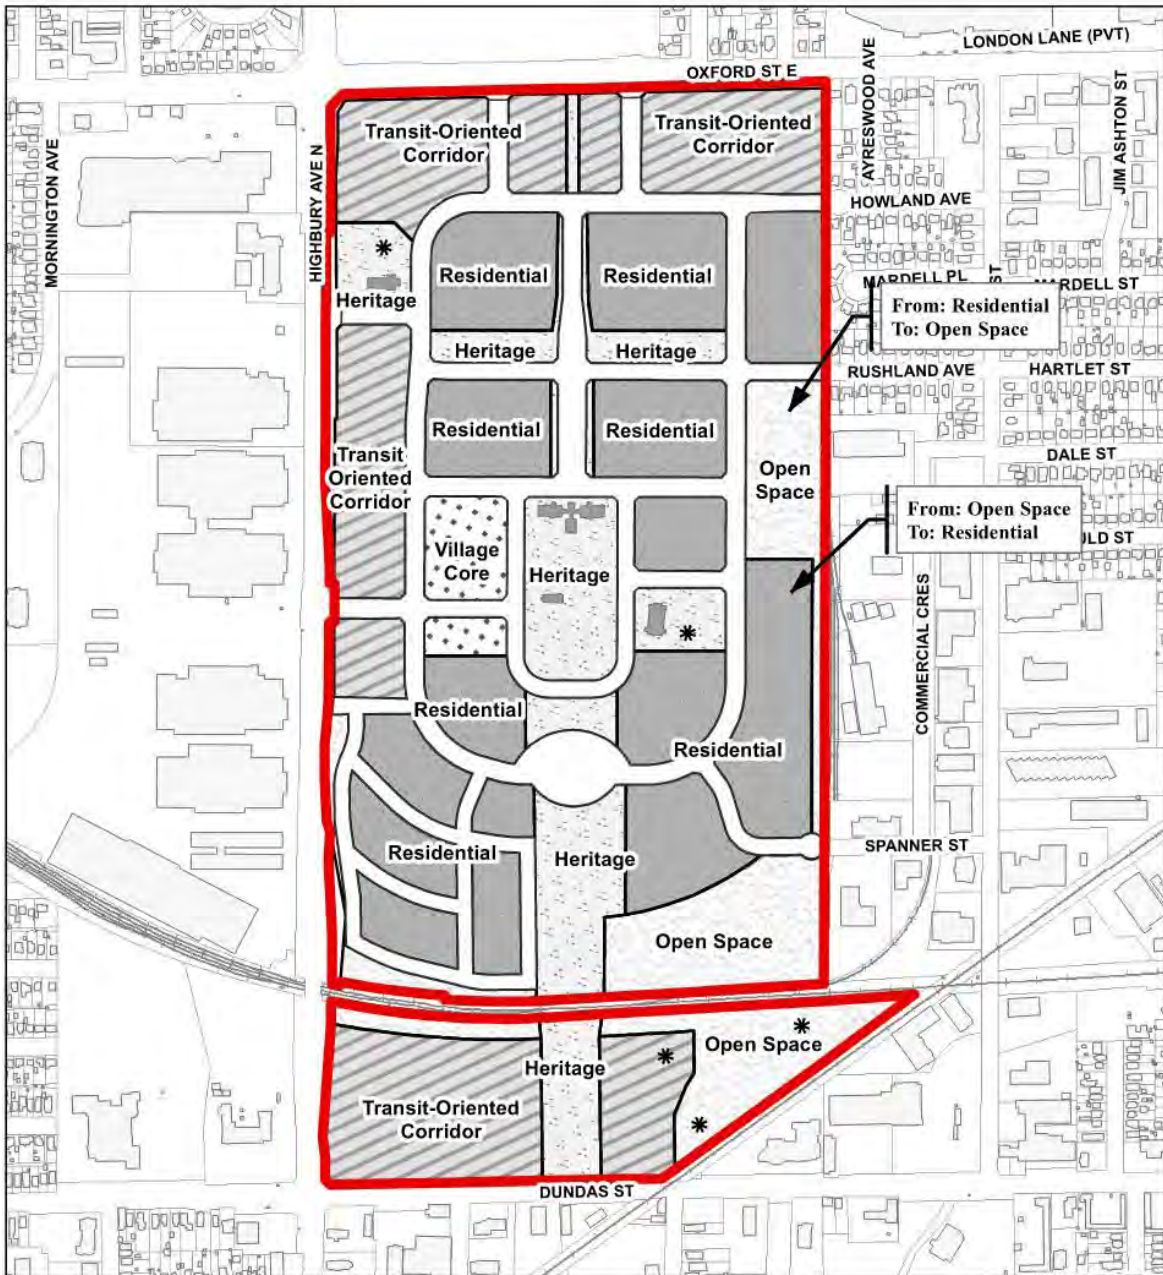 LONDON LANE (PVT)
OXFORD ST E
AYRESWOOD AVE
JIM ASHTON ST
MORNINGTON AVE
HIGHBURY AVE N
Transit-Oriented
Corridor
Transit-Oriented
Corridor
HOWLAND AVE
Residential
Residential
MARDELL PL
ST
MARDELL ST
Heritage
From: Residential
To: Open Space
Heritage
Heritage
RUSHLAND AVE
HARTLET ST
Residential
Residential
Transit
Oriented
Corridor
Open
Space
DALE ST
From: Open Space
To: Residential
ULD ST
Village
Core
Heritage
COMMERCIAL CRES
Residential
Residential
Residential
Heritage
SPANNER ST
Open Space
Open Space
Heritage
Transit-Oriented
Corridor
DUNDAS ST